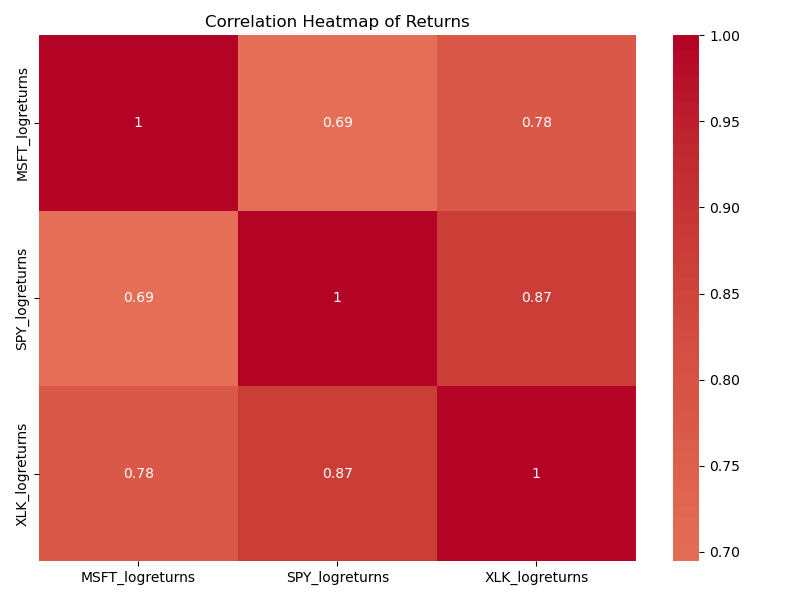 Correlation Heatmap of Returns
MSFT_logreturns
1
0.69
0.78
SPY_logreturns
0.69
1
0.87
XLK_logreturns
0.78
0.87
1
MSFT_logreturns
SPY_logreturns
XLK_logreturns
1.00
0.95
0.90
0.85
0.80
0.75
0.70